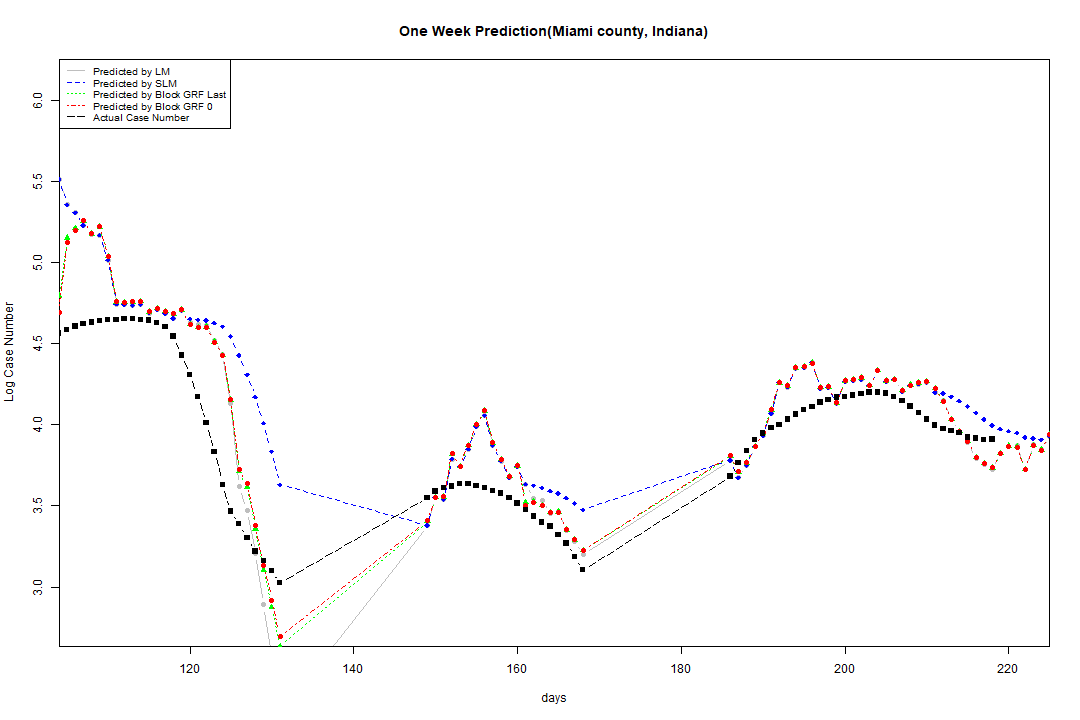 One Week Prediction(Miami county, Indiana)
Predicted by LM
Predicted by SLM
Predicted by Block GRF Last
Predicted by Block GRF 0
Actual Case Number
6.0
5.5
5.0
4.5
4.0
3.5
3.0
Log Case Number
120 140 160 180 200 220
days